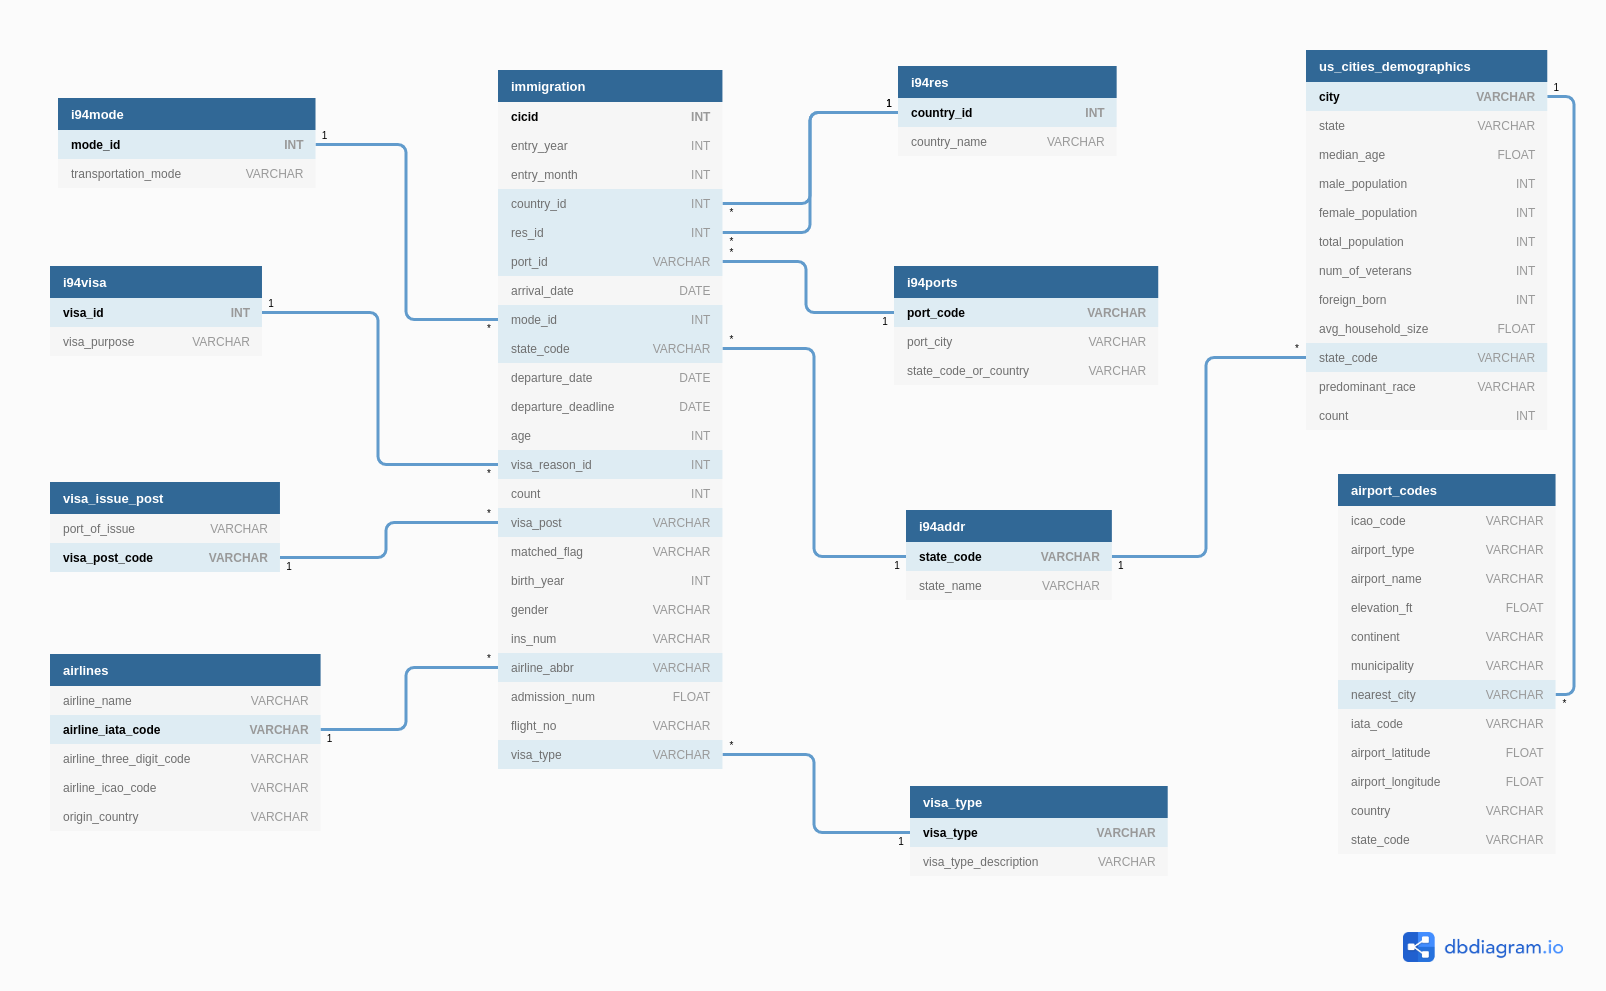 i94mode
mode_id INT
transportation_mode VARCHAR
1
i94visa
visa_id INT
visa_purpose VARCHAR
1
visa_issue_post
port_of_issue VARCHAR
visa_post_code VARCHAR
1
airlines
airline_name VARCHAR
airline_iata_code VARCHAR
airline_three_digit_code VARCHAR
airline_icao_code VARCHAR
origin_country VARCHAR
1
immigration
cicid INT
entry_year INT
entry_month INT
country_id INT
*
res_id INT
*
*
port_id VARCHAR
arrival_date DATE
mode_id INT
*
*
state_code VARCHAR
departure_date DATE
departure_deadline DATE
age INT
visa_reason_id INT
*
count INT
*
visa_post VARCHAR
matched_flag VARCHAR
birth_year INT
gender VARCHAR
ins_num VARCHAR
*
airline_abbr VARCHAR
admission_num FLOAT
flight_no VARCHAR
*
visa_type VARCHAR
i94res
1
country_id INT
country_name VARCHAR
i94ports
port_code VARCHAR
1
port_city VARCHAR
state_code_or_country VARCHAR
i94addr
state_code VARCHAR
1
1
state_name VARCHAR
visa_type
visa_type VARCHAR
1
visa_type_description VARCHAR
us_cities_demographics
1
city VARCHAR
state VARCHAR
median_age FLOAT
male_population INT
female_population INT
total_population INT
num_of_veterans INT
foreign_born INT
avg_household_size FLOAT
*
state_code VARCHAR
predominant_race VARCHAR
count INT
airport_codes
icao_code VARCHAR
airport_type VARCHAR
airport_name VARCHAR
elevation_ft FLOAT
continent VARCHAR
municipality VARCHAR
nearest_city VARCHAR
*
iata_code VARCHAR
airport_latitude FLOAT
airport_longitude FLOAT
country VARCHAR
state_code VARCHAR
dbdiagram.io